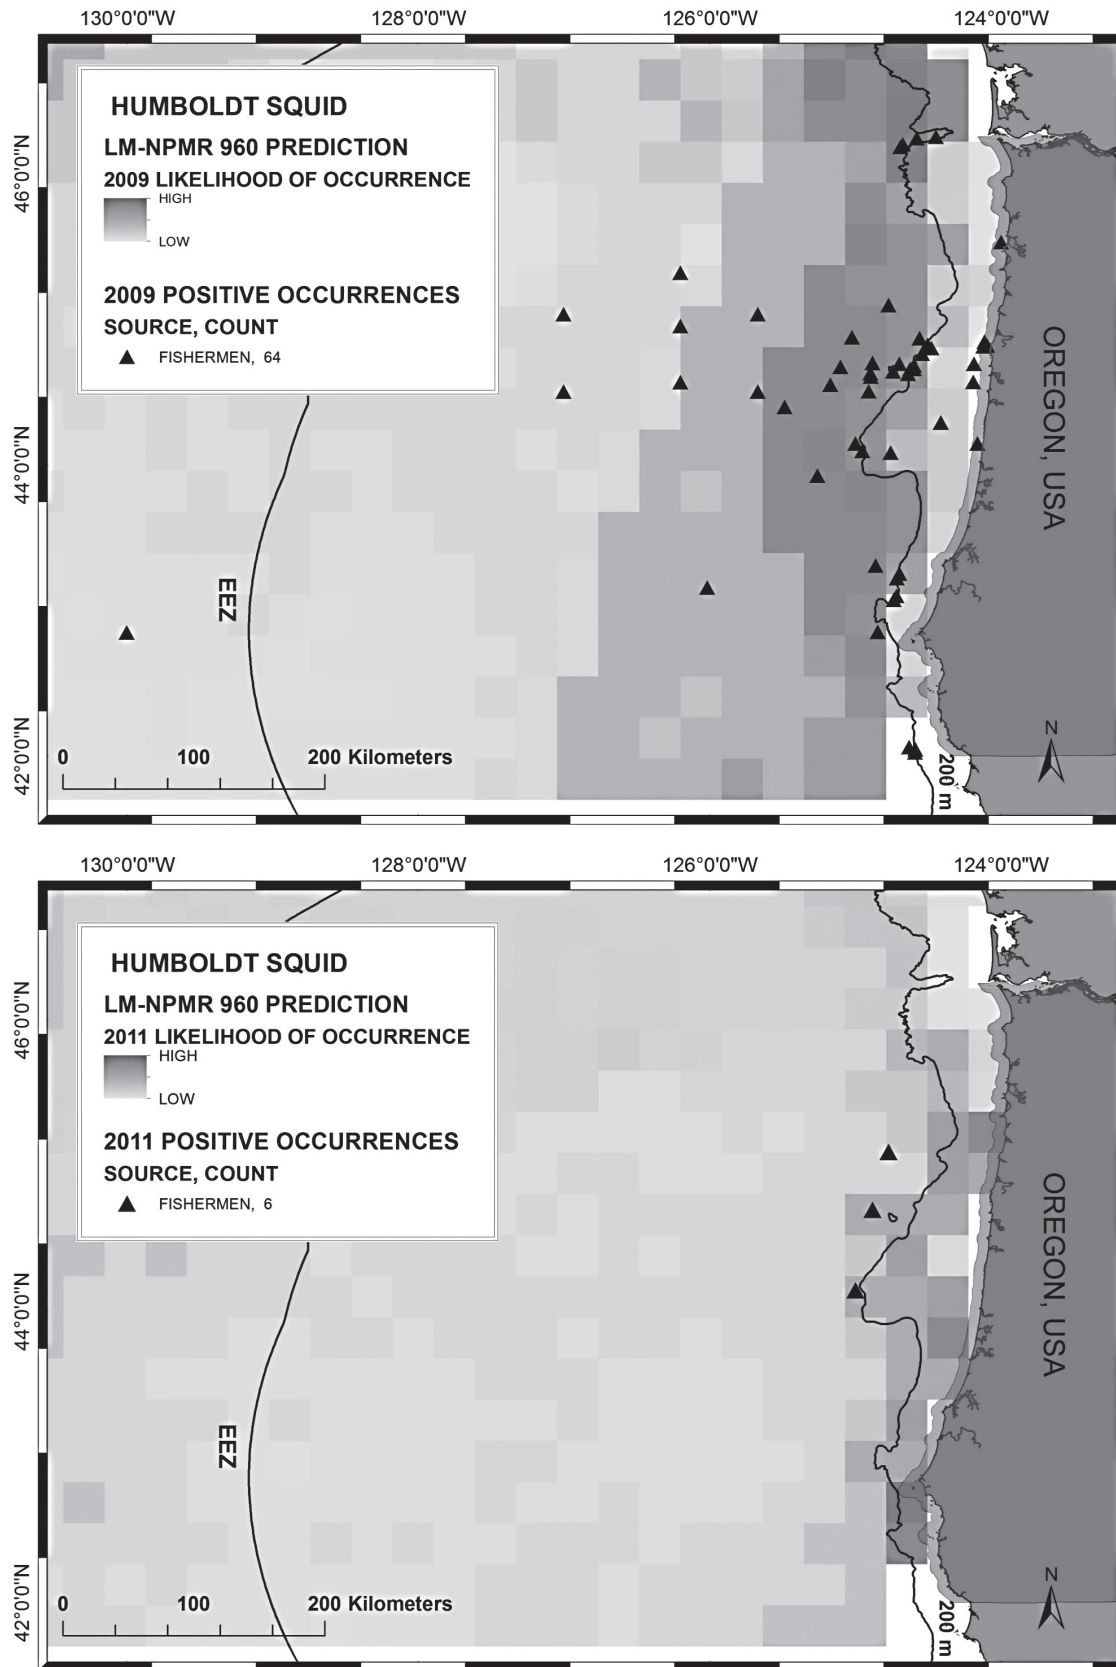 130°0'0"W 128°0'0"W 126°0'0"W 124°0'0"W
HUMBOLDT SQUID
LM-NPMR 960 PREDICTION
2009 LIKELIHOOD OF OCCURRENCE
HIGH
LOW
2009 POSITIVE OCCURRENCES
SOURCE, COUNT
FISHERMEN, 64
46°0'0"N
44°0'0"N
42°0'0"N
OREGON, USA
EEZ
N
200 m
0 100 200 Kilometers
130°0'0"W 128°0'0"W 126°0'0"W 124°0'0"W
HUMBOLDT SQUID
LM-NPMR 960 PREDICTION
2011 LIKELIHOOD OF OCCURRENCE
HIGH
LOW
2011 POSITIVE OCCURRENCES
SOURCE, COUNT
FISHERMEN, 6
46°0'0"N
44°0'0"N
42°0'0"N
OREGON, USA
EEZ
N
200 m
0 100 200 Kilometers